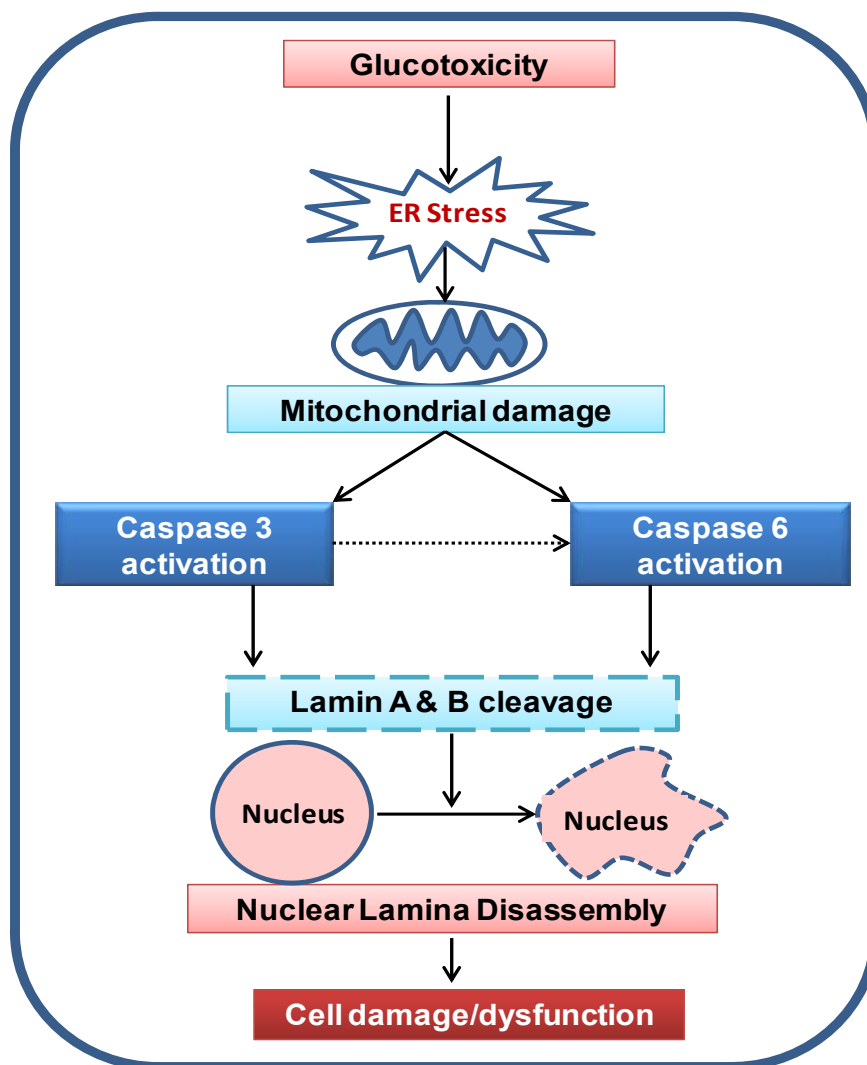 Glucotoxicity
ER Stress
Mitochondrial damage
Caspase 3
activation
Caspase 6
activation
Lamin A & B cleavage
Nucleus
Nucleus
Nuclear Lamina Disassembly
Cell damage/dysfunction